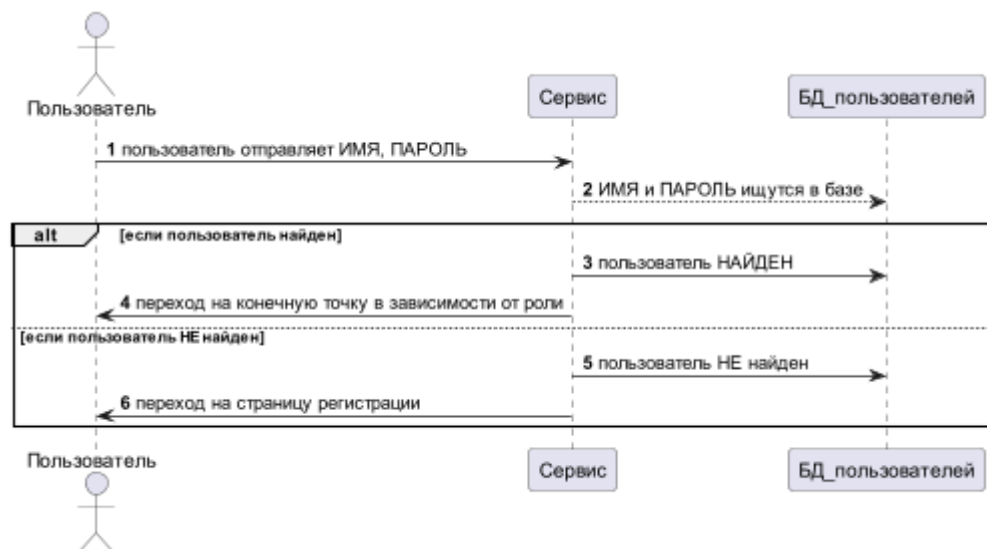 Пользователь
Сервис
БД_пользователей
1 пользователь отправляет ИМЯ, ПАРОЛЬ
2 ИМЯ и ПАРОЛЬ ищутся в базе
alt [если пользователь найден]
3 пользователь НАЙДЕН
4 переход на конечную точку в зависимости от роли
[если пользователь НЕ найден]
5 пользователь НЕ найден
6 переход на страницу регистрации
Пользователь
Сервис
БД_пользователей